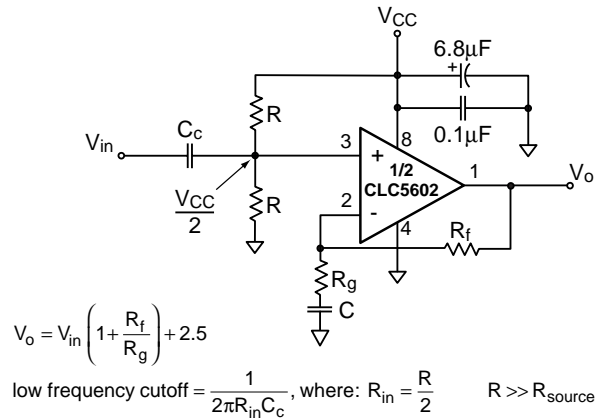 VCC
6.8µF
+
R
Vin
Cc
3
+
8
0.1µF
1/2
CLC5602
1
Vo
VCC
2
R
2
-
4
Rf
Rg
C
Vo = Vin (1+ Rf/Rg) + 2.5
low frequency cutoff = 1/2πRinCc, where: Rin = R/2 R >> Rsource